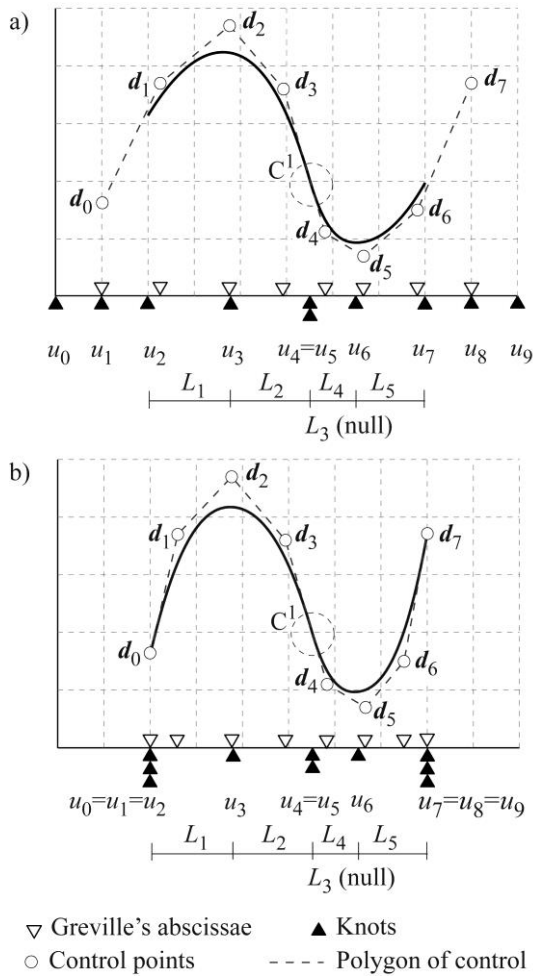 a)
d₂
d₁
d₃
d₇
C¹
d₀
d₄
d₆
d₅
u₀ u₁ u₂ u₃ u₄=u₅ u₆ u₇ u₈ u₉
L₁ L₂ L₄ L₅
L₃ (null)
b)
d₂
d₁
d₃
d₇
C¹
d₀
d₄
d₆
d₅
u₀=u₁=u₂ u₃ u₄=u₅ u₆ u₇=u₈=u₉
L₁ L₂ L₄ L₅
L₃ (null)
Greville's abscissae Knots
Control points Polygon of control